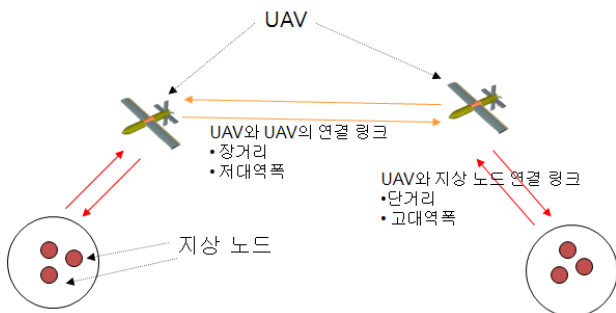 UAV
UAV와 UAV의 연결 링크
• 장거리
• 저대역폭
UAV와 지상 노드 연결 링크
•단거리
• 고대역폭
지상 노드